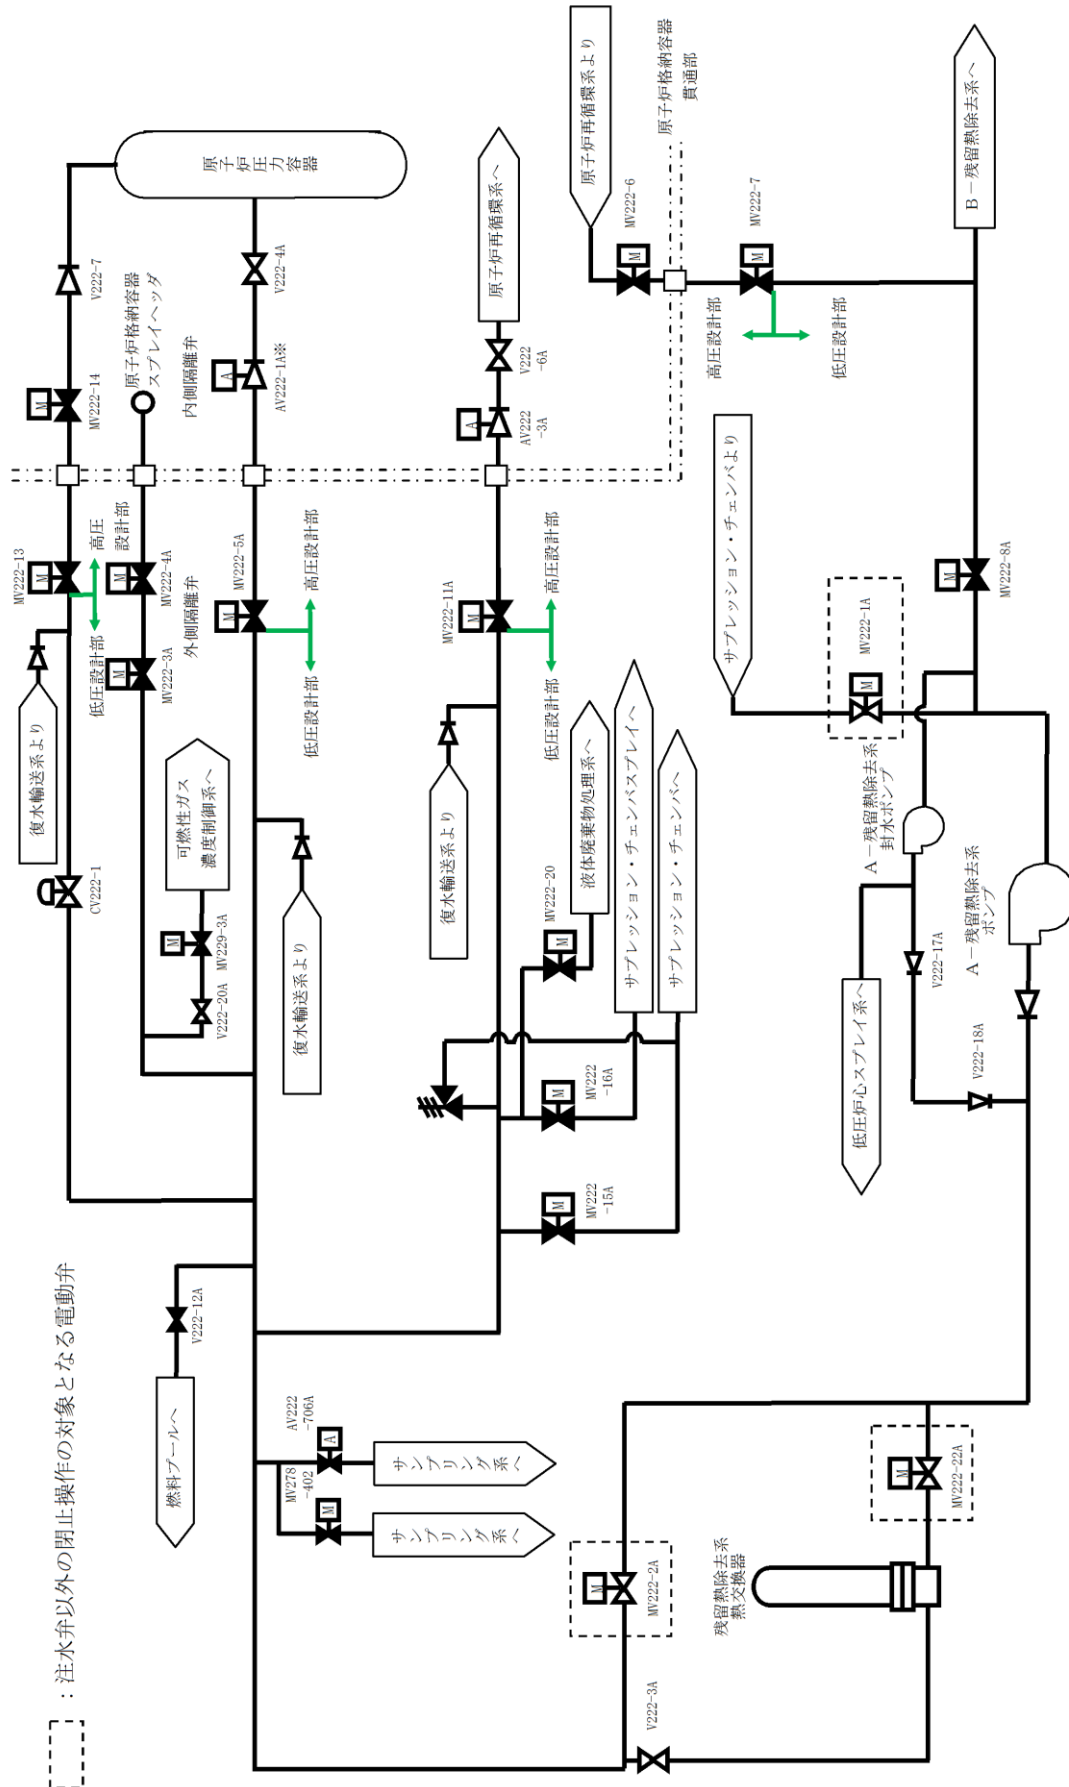 ：注水弁以外の閉止操作の対象となる電動弁
復水輸送系より
CV222-1
MV222-13
M
低圧設計部
高圧
設計部
MV222-14
M
V222-7
原子炉
圧力容器
可燃性ガス
濃度制御系へ
V222-20A
MV229-3A
M
MV222-3A
M
MV222-4A
M
原子炉格納容器
スプレイヘッダ
燃料プールへ
V222-12A
復水輸送系より
外側隔離弁
MV222-5A
M
低圧設計部
高圧設計部
内側隔離弁
AV222-1A※
A
V222-4A
サンプリング系へ
MV278
-402
M
サンプリング系へ
AV222
-706A
A
復水輸送系より
MV222-11A
M
低圧設計部
高圧設計部
AV222
-3A
A
V222
-6A
原子炉再循環系へ
MV222
-15A
M
MV222
-16A
M
MV222-20
M
液体廃棄物処理系へ
サプレッション・チェンバスプレイへ
サプレッション・チェンバへ
原子炉再循環系より
MV222-6
M
原子炉格納容器
貫通部
MV222-7
M
高圧設計部
低圧設計部
サプレッション・チェンバより
MV222-1A
M
MV222-8A
M
B－残留熱除去系へ
MV222-2A
M
V222-3A
残留熱除去系
熱交換器
MV222-22A
M
低圧炉心スプレイ系へ
V222-18A
V222-17A
A－残留熱除去系
封水ポンプ
A－残留熱除去系
ポンプ